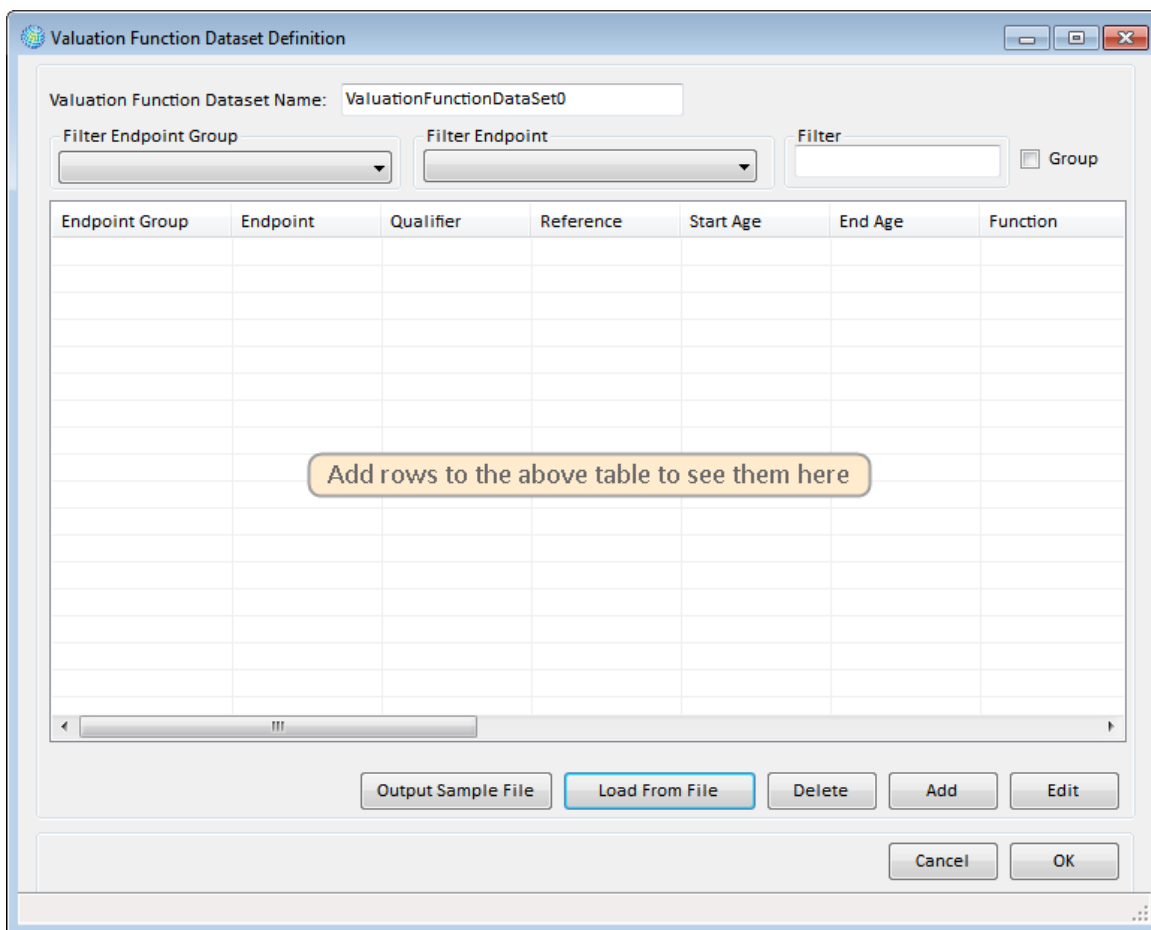 Valuation Function Dataset Definition
Valuation Function Dataset Name: ValuationFunctionDataSet0
Filter Endpoint Group Filter Endpoint Filter
Group
Endpoint Group Endpoint Qualifier Reference Start Age End Age Function
Add rows to the above table to see them here
Output Sample File Load From File Delete Add Edit
Cancel OK